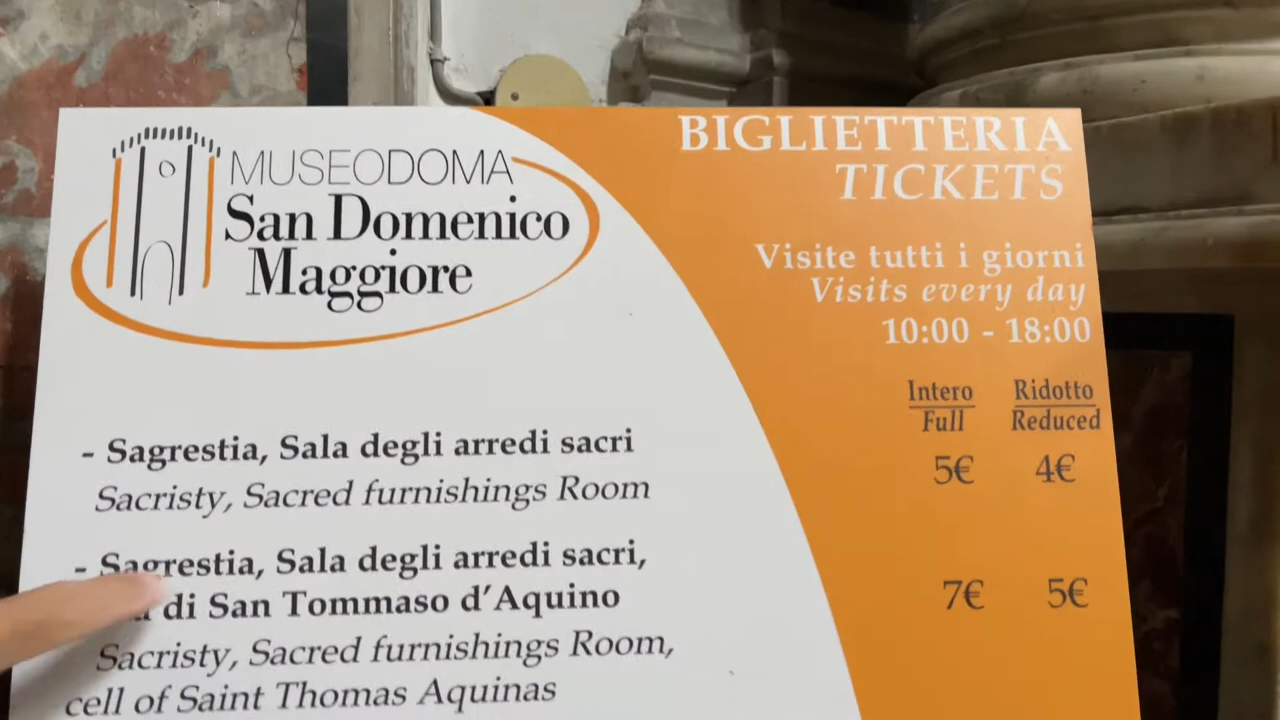 MUSEODOMA
San Domenico
Maggiore
BIGLIETTERIA
TICKETS
Visite tutti i giorni
Visits every day
10:00 - 18:00
Intero Ridotto
Full Reduced
- Sagrestia, Sala degli arredi sacri
Sacristy, Sacred furnishings Room
5€ 4€
- Sagrestia, Sala degli arredi sacri,
di San Tommaso d'Aquino
7€ 5€
Sacristy, Sacred furnishings Room,
cell of Saint Thomas Aquinas